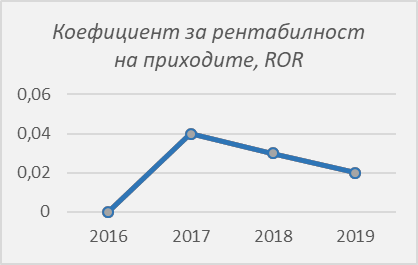 Коефициент за рентабилност
на приходите, ROR
0,06
0,04
0,02
0
2016 2017 2018 2019